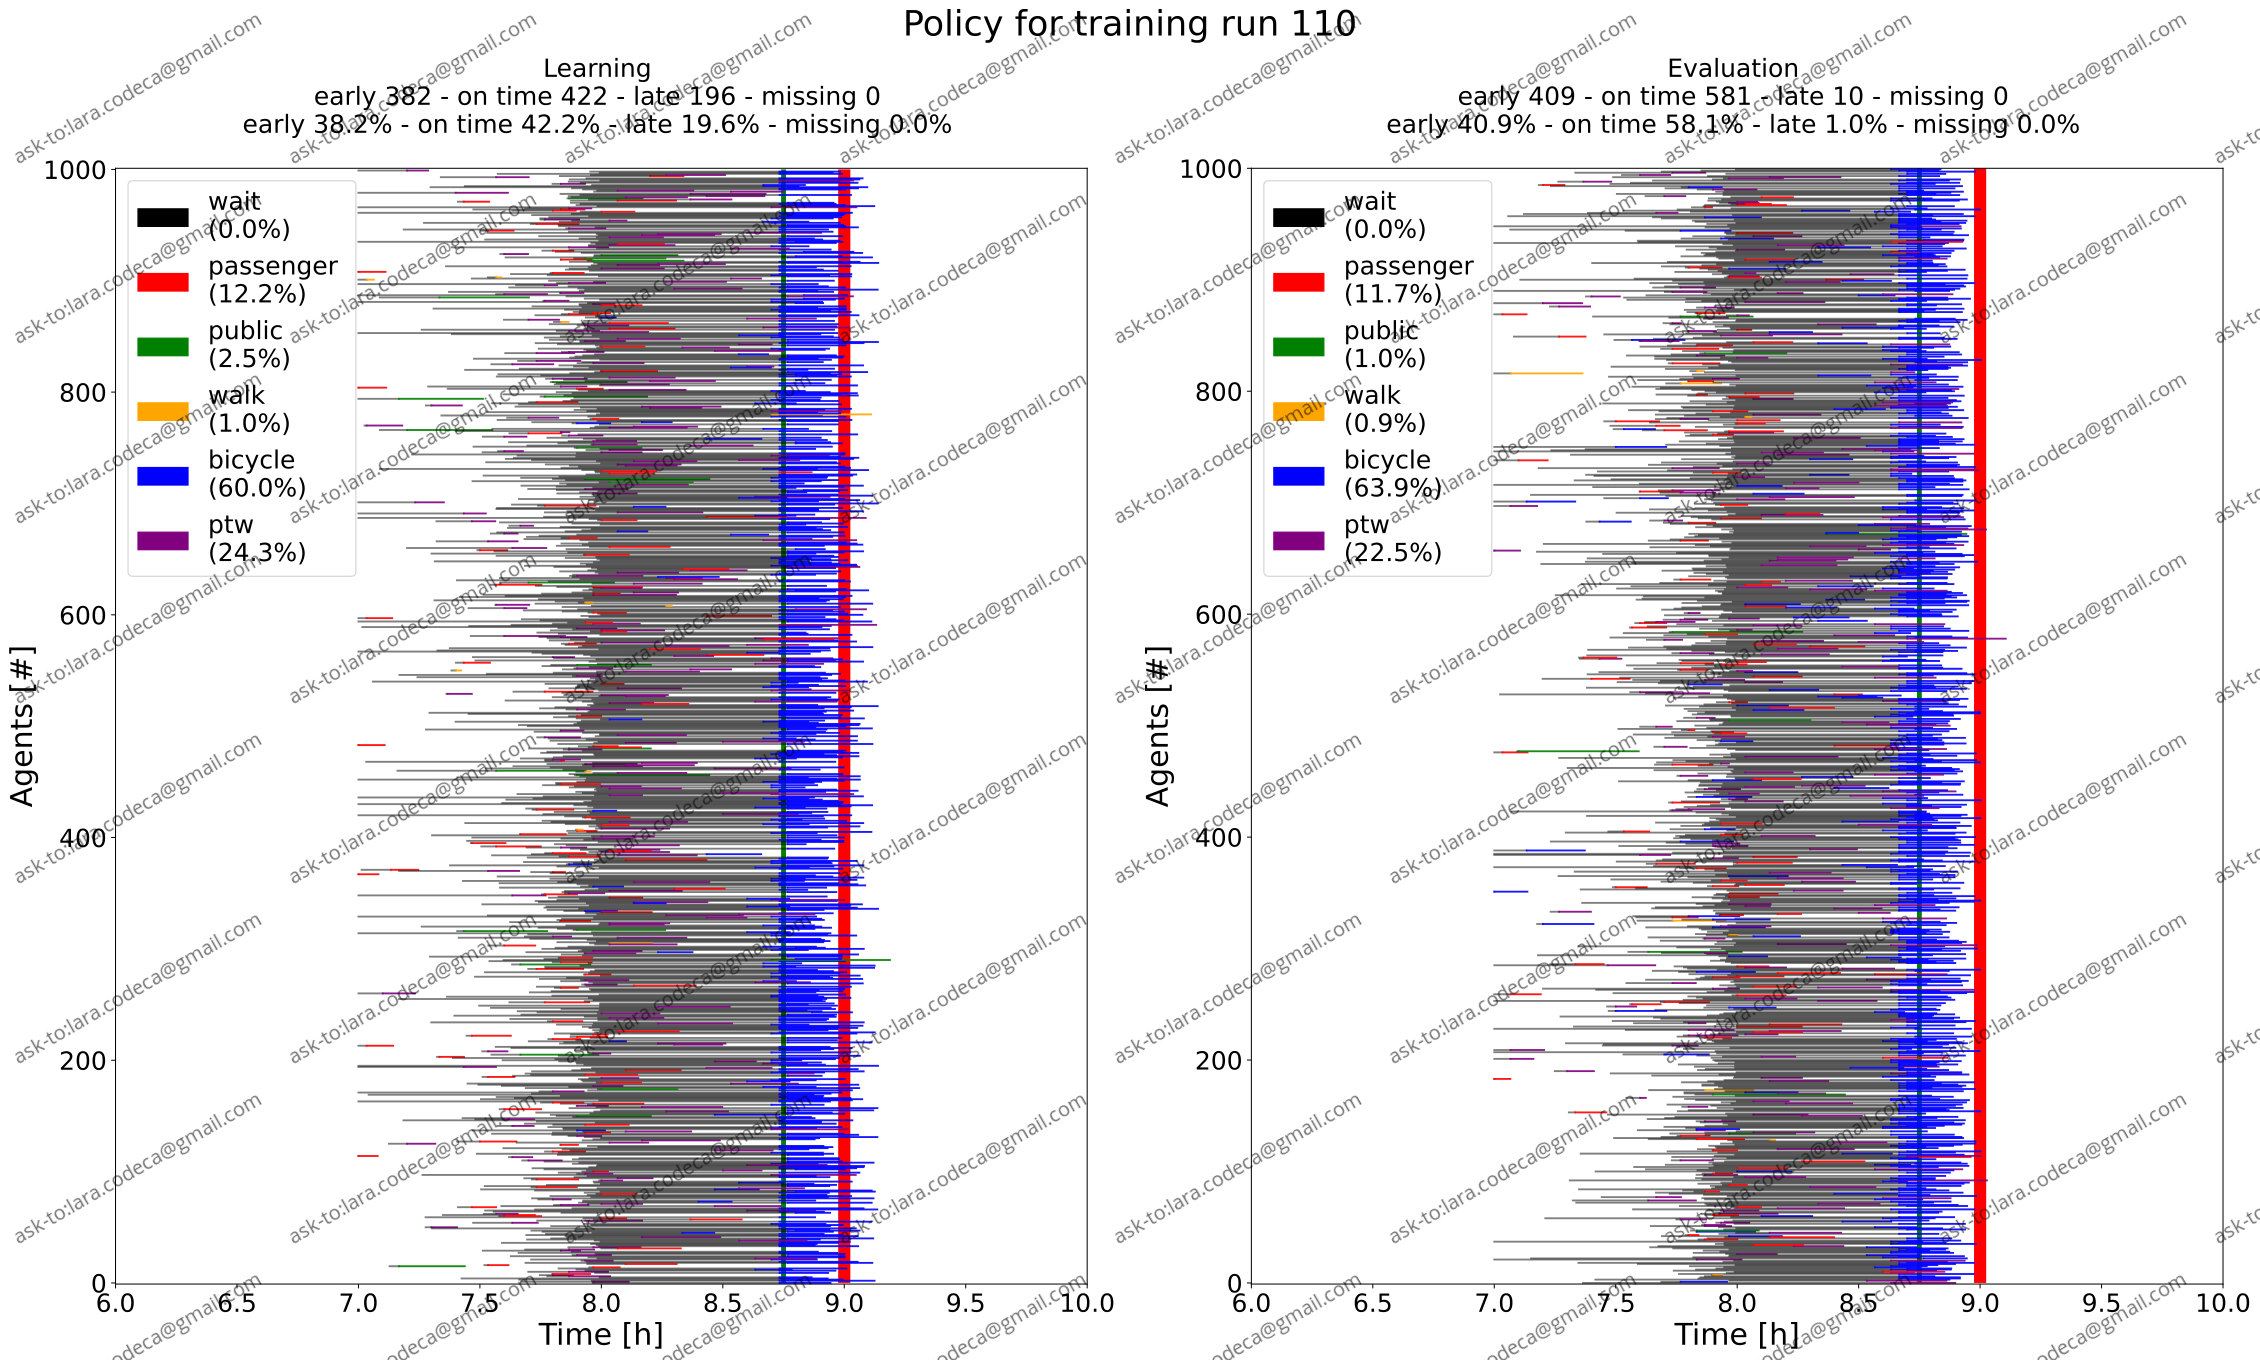 Policy for training run 110
Learning
early 382 - on time 422 - late 196 - missing 0
early 38.2% - on time 42.2% - late 19.6% - missing 0.0%
1000
800
600
400
200
0
Agents [#]
wait
(0.0%)
passenger
(12.2%)
public
(2.5%)
walk
(1.0%)
bicycle
(60.0%)
ptw
(24.3%)
6.0 6.5 7.0 7.5 8.0 8.5 9.0 9.5 10.0
Time [h]
Evaluation
early 409 - on time 581 - late 10 - missing 0
early 40.9% - on time 58.1% - late 1.0% - missing 0.0%
1000
800
600
400
200
0
Agents [#]
wait
(0.0%)
passenger
(11.7%)
public
(1.0%)
walk
(0.9%)
bicycle
(63.9%)
ptw
(22.5%)
6.0 6.5 7.0 7.5 8.0 8.5 9.0 9.5 10.0
Time [h]
ask-to:lara.codeca@gmail.com